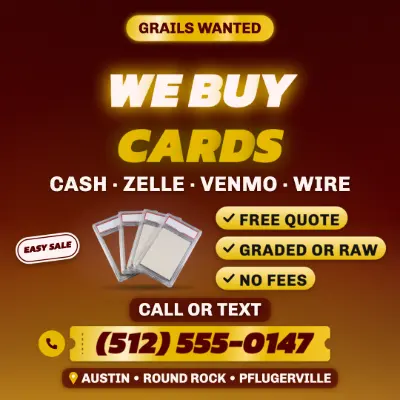 GRAILS WANTED
WE BUY
CARDS
CASH · ZELLE · VENMO · WIRE
FREE QUOTE
EASY SALE
GRADED OR RAW
NO FEES
CALL OR TEXT
(512) 555-0147
AUSTIN • ROUND ROCK • PFLUGERVILLE